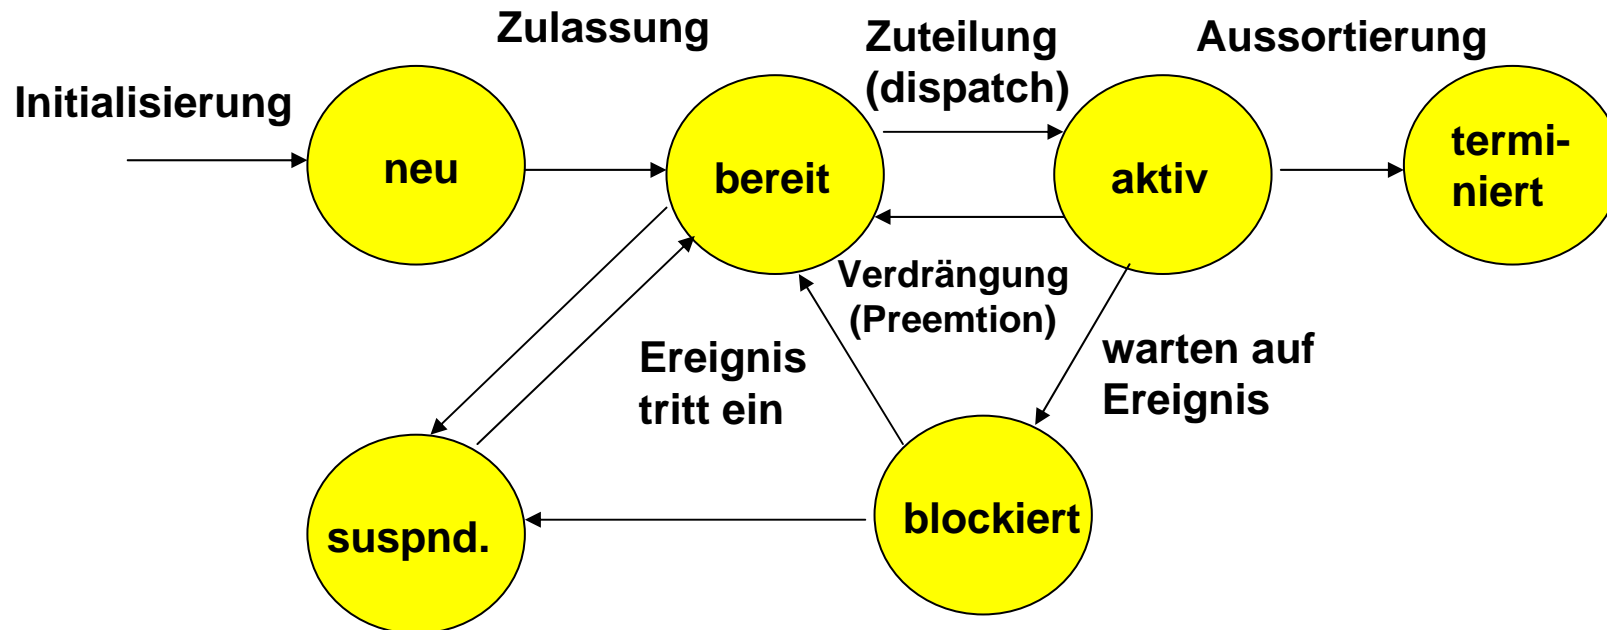 Zulassung
Zuteilung
(dispatch)
Aussortierung
Initialisierung
neu
bereit
aktiv
termi-
niert
Verdrängung
(Preemtion)
Ereignis
tritt ein
warten auf
Ereignis
suspnd.
blockiert